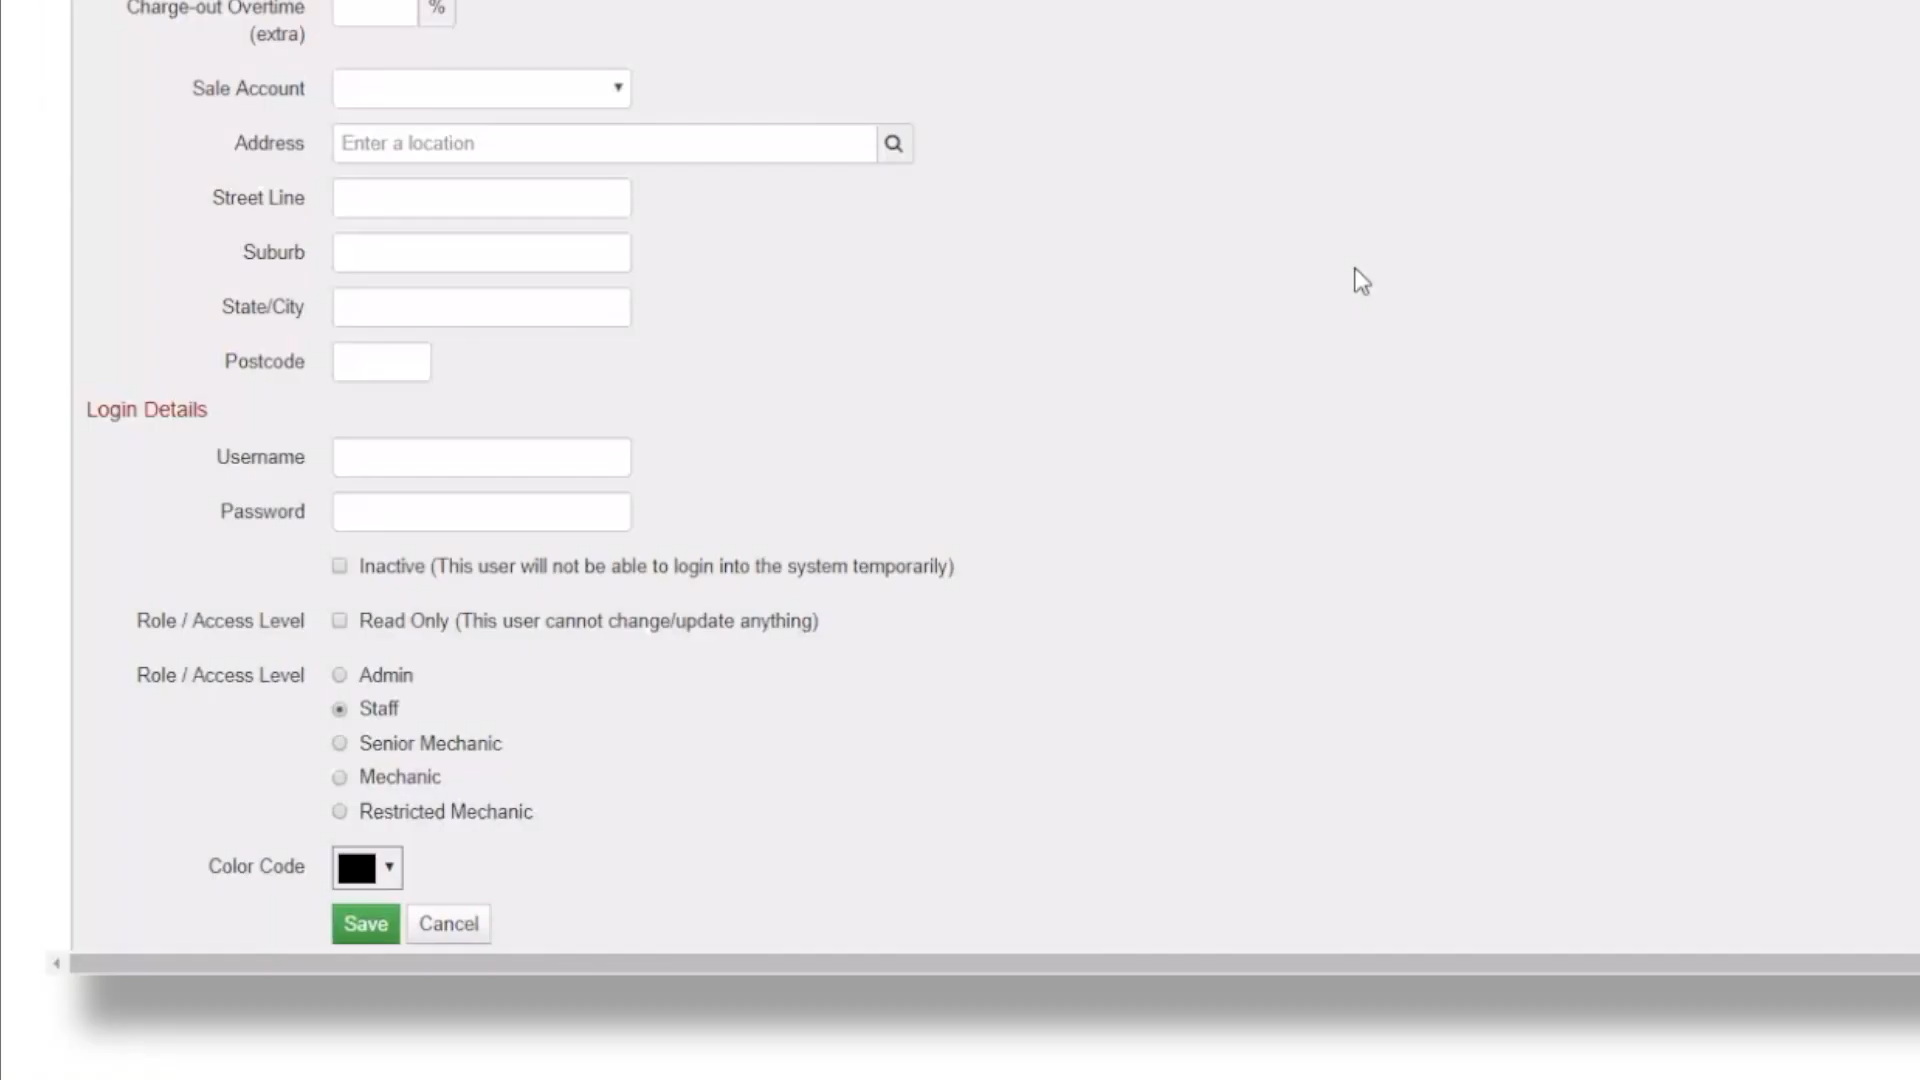 Charge-out Overtime
%
(extra)
Sale Account
Address
Enter a location
Street Line
Suburb
State/City
Postcode
Login Details
Username
Password
Inactive (This user will not be able to login into the system temporarily)
Role / Access Level
Read Only (This user cannot change/update anything)
Role / Access Level
Admin
Staff
Senior Mechanic
Mechanic
Restricted Mechanic
Color Code
Save
Cancel